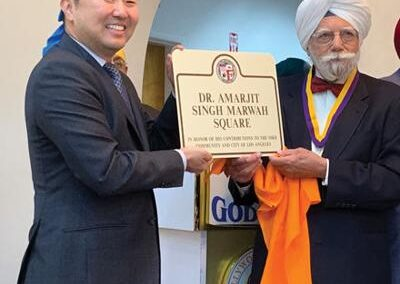 DR. AMARJIT
SINGH MARWAH
SQUARE
IN HONOR OF HIS CONTRIBUTIONS TO THE SIKH
COMMUNITY AND CITY OF LOS ANGELES
GOD